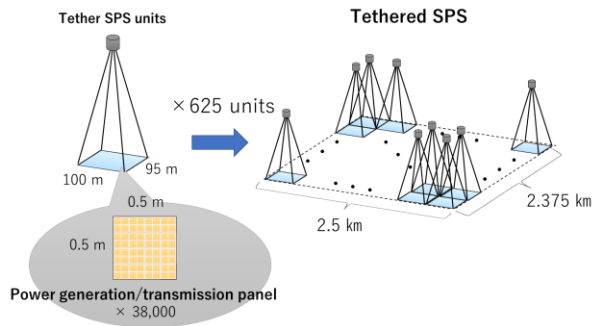 Tether SPS units
Tethered SPS
×625 units
100 m
95 m
0.5 m
0.5 m
Power generation/transmission panel
× 38,000
2.5 km
2.375 km